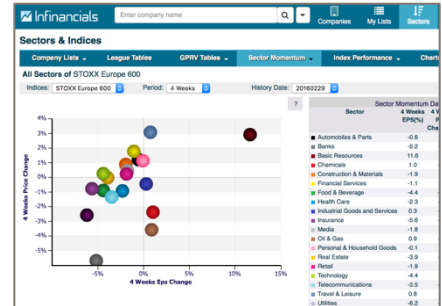 Infinancials
Enter company name
Companies
My Lists
Sectors
Sectors & Indices
Company Lists
League Tables
GPRV Tables
Sector Momentum
Index Performance
Chart
All Sectors of STOXX Europe 600
Indices: STOXX Europe 600
Period: 4 Weeks
History Date: 20160229
?
Sector Momentum Da
Sector
4 Weeks
EPS(%)
Automobiles & Parts -0.6
Banks -5.2
Basic Resources 11.6
Chemicals 1.0
Construction & Materials -1.9
Financial Services -1.1
Food & Beverage -4.4
Health Care -2.3
Industrial Goods and Services 0.3
Insurance -5.6
Media -1.8
Oil & Gas 0.9
Personal & Household Goods -0.1
Real Estate -3.9
Retail -1.9
Technology -4.4
Telecommunications -3.5
Travel & Leisure 0.8
Utilities -6.2
4 Weeks Price Change
4%
3%
2%
1%
0%
-1%
-2%
-3%
-4%
-5%
-5%
0%
5%
10%
15%
4 Weeks Eps Change